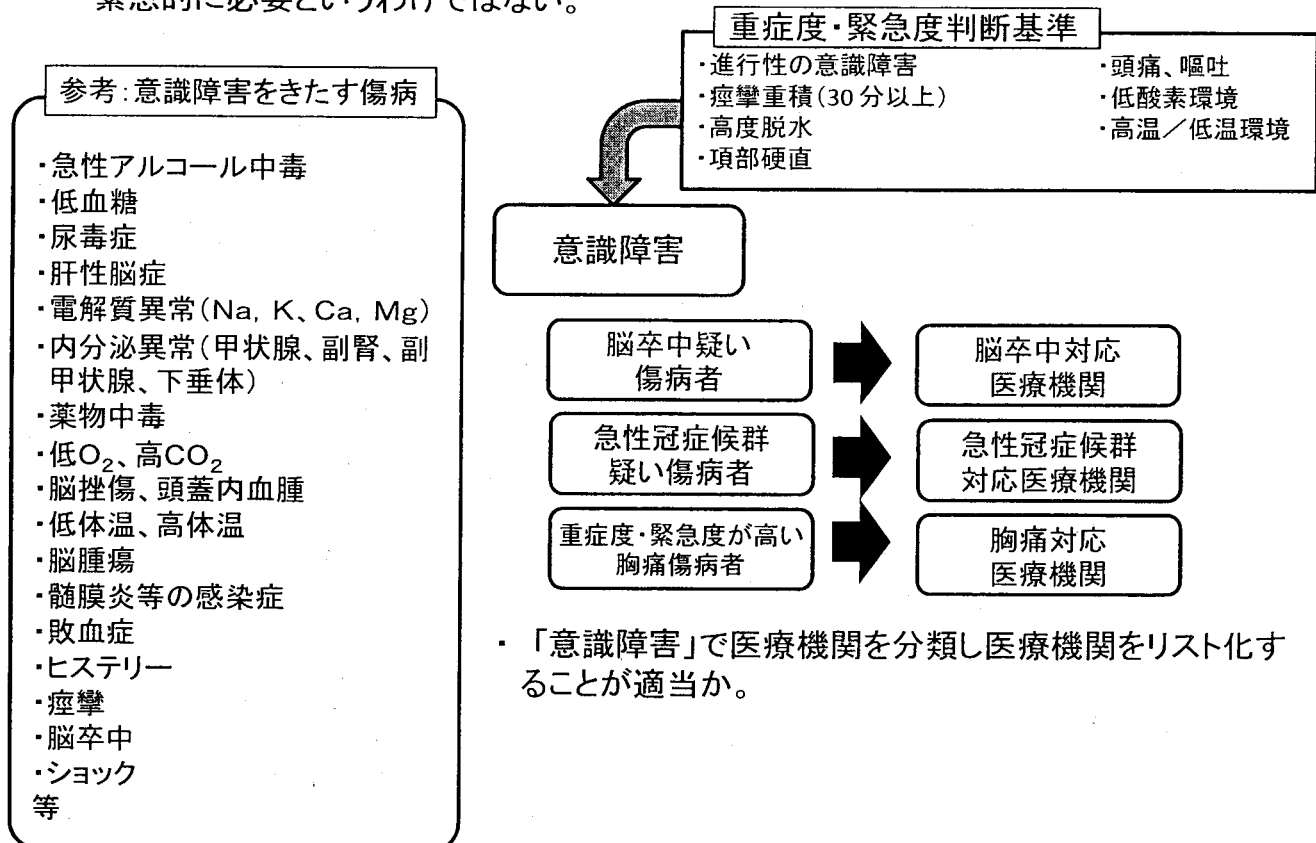 緊急的に必要というわけではない。
重症度・緊急度判断基準
・進行性の意識障害
・痙攣重積(30分以上)
・高度脱水
・項部硬直
・頭痛、嘔吐
・低酸素環境
・高温／低温環境
参考:意識障害をきたす傷病
・急性アルコール中毒
・低血糖
・尿毒症
・肝性脳症
・電解質異常(Na, K、Ca, Mg)
・内分泌異常(甲状腺、副腎、副
甲状腺、下垂体)
・薬物中毒
・低O₂、高CO₂
・脳挫傷、頭蓋内血腫
・低体温、高体温
・脳腫瘍
・髄膜炎等の感染症
・敗血症
・ヒステリー
・痙攣
・脳卒中
・ショック
等
意識障害
脳卒中疑い
傷病者
脳卒中対応
医療機関
急性冠症候群
疑い傷病者
急性冠症候群
対応医療機関
重症度・緊急度が高い
胸痛傷病者
胸痛対応
医療機関
・「意識障害」で医療機関を分類し医療機関をリスト化す
ることが適当か。